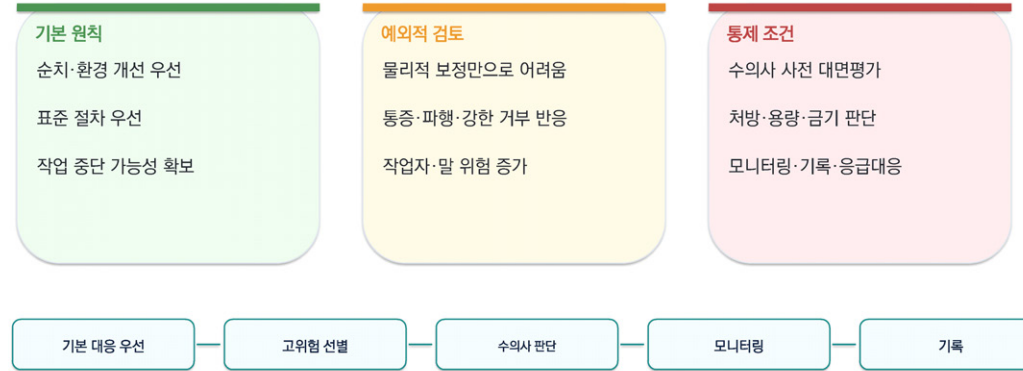 기본 원칙
순치·환경 개선 우선
표준 절차 우선
작업 중단 가능성 확보
예외적 검토
물리적 보정만으로 어려움
통증·파행·강한 거부 반응
작업자·말 위험 증가
통제 조건
수의사 사전 대면평가
처방·용량·금기 판단
모니터링·기록·응급대응
기본 대응 우선
고위험 선별
수의사 판단
모니터링
기록